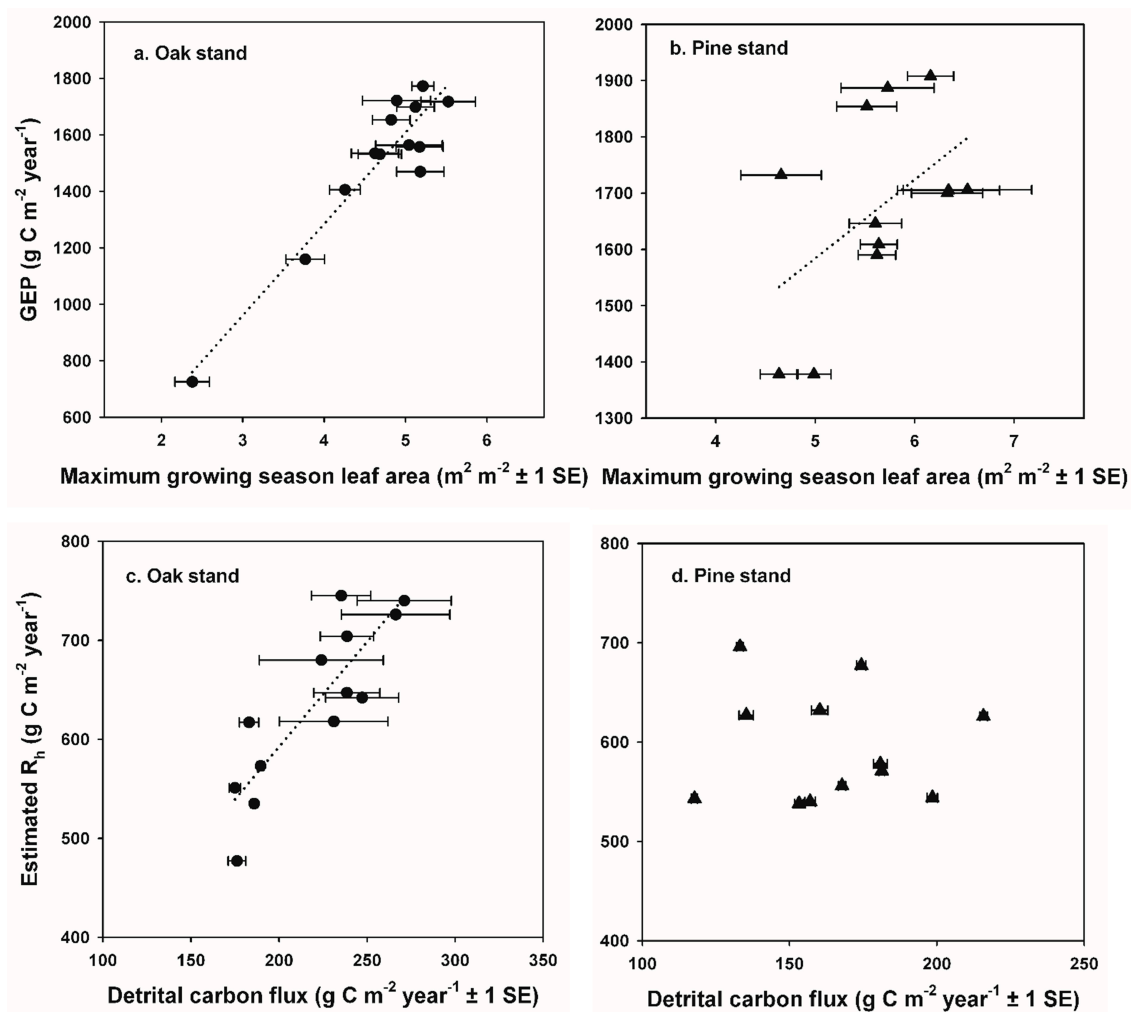 a. Oak stand
GEP (g C m⁻² year⁻¹)
2000
1800
1600
1400
1200
1000
800
600
2 3 4 5 6
Maximum growing season leaf area (m² m⁻² ± 1 SE)
b. Pine stand
2000
1900
1800
1700
1600
1500
1400
1300
4 5 6 7
Maximum growing season leaf area (m² m⁻² ± 1 SE)
c. Oak stand
Estimated Rₕ (g C m⁻² year⁻¹)
800
700
600
500
400
100 150 200 250 300 350
Detrital carbon flux (g C m⁻² year⁻¹ ± 1 SE)
d. Pine stand
800
700
600
500
400
100 150 200 250
Detrital carbon flux (g C m⁻² year⁻¹ ± 1 SE)